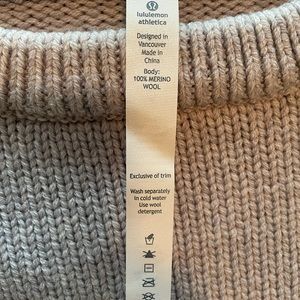 lululemon
athletica
Designed in
Vancouver
Made in
China
Body:
100% MERINO
WOOL
Exclusive of trim
Wash separately
in cold water
Use wool
detergent